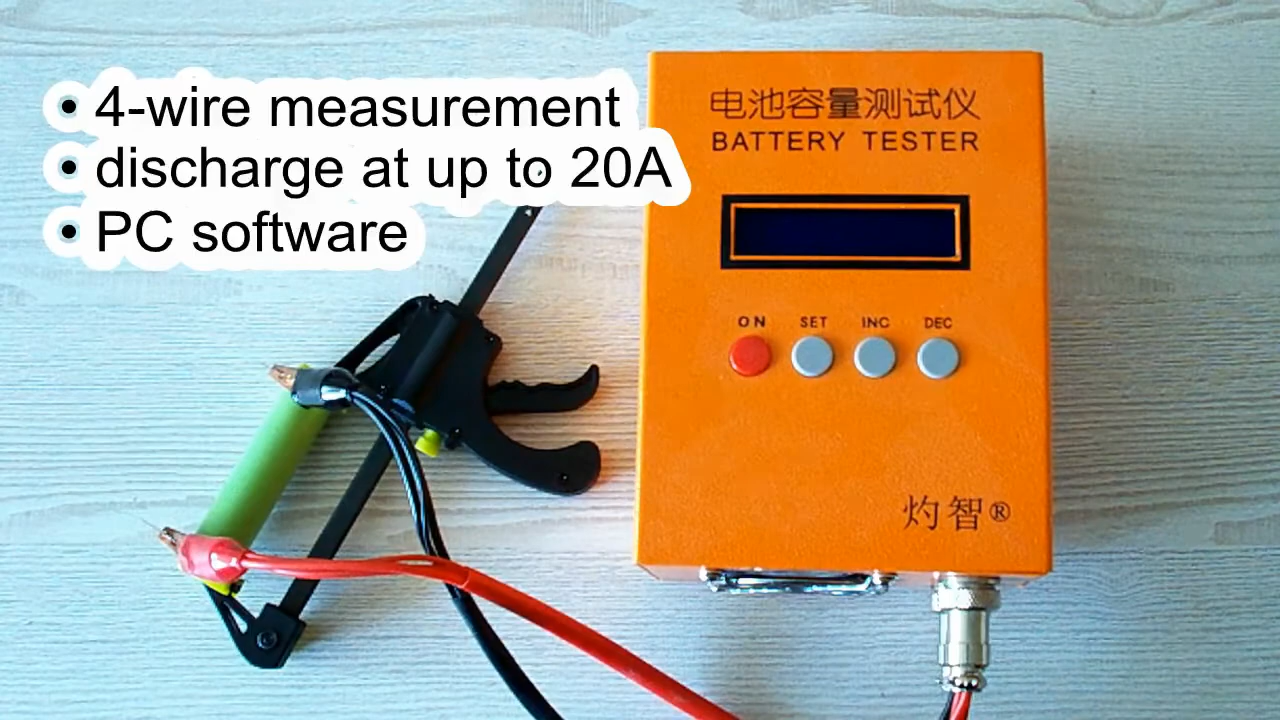 • 4-wire measurement
• discharge at up to 20A
• PC software
电池容量测试仪
BATTERY TESTER
ON SET INC DEC
灼智®